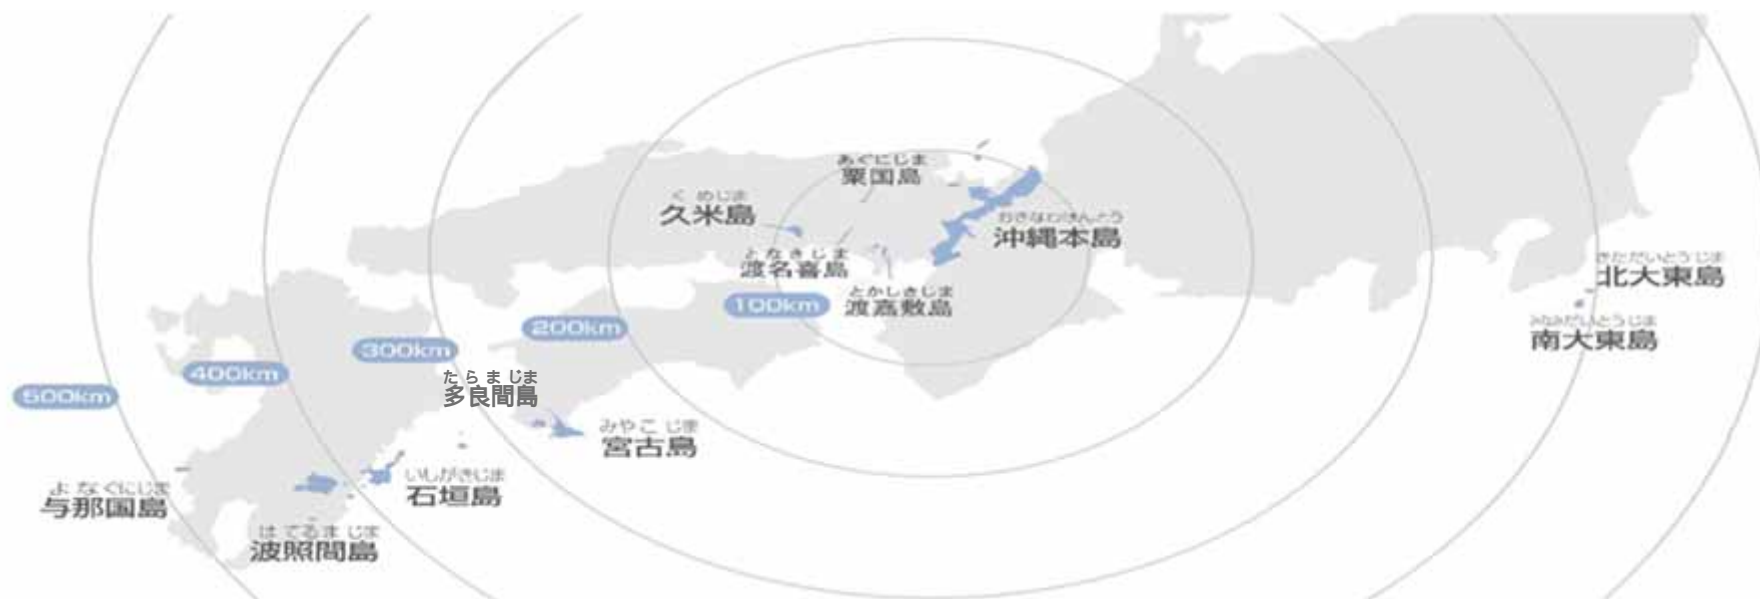 あぐにじま
粟国島
くめじま
久米島
おきなわほんとう
沖縄本島
となきじま
渡名喜島
とかしきじま
渡嘉敷島
きただいとうじま
北大東島
みなみだいとうじま
南大東島
100km
200km
300km
400km
500km
たらまじま
多良間島
みやこじま
宮古島
いしがきじま
石垣島
よなぐにじま
与那国島
はてるまじま
波照間島